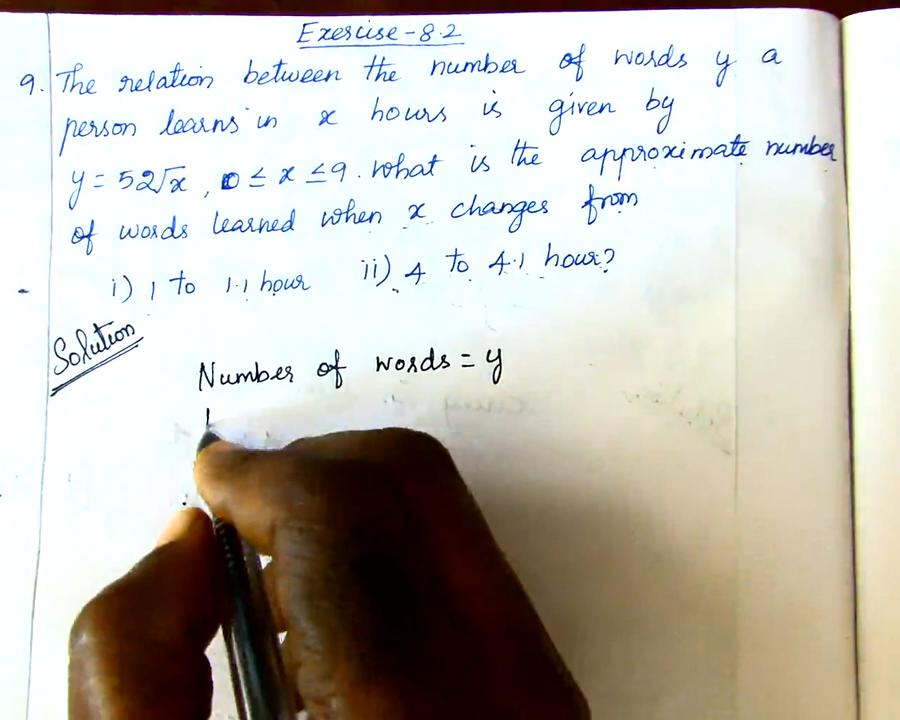 Exercise-8.2
9. The relation between the number of words y a
person learns in x hours is given by
y = 52√x , 0 ≤ x ≤ 9. What is the approximate number
of words learned when x changes from
i) 1 to 1.1 hour ii) 4 to 4.1 hour?
Solution
Number of words = y